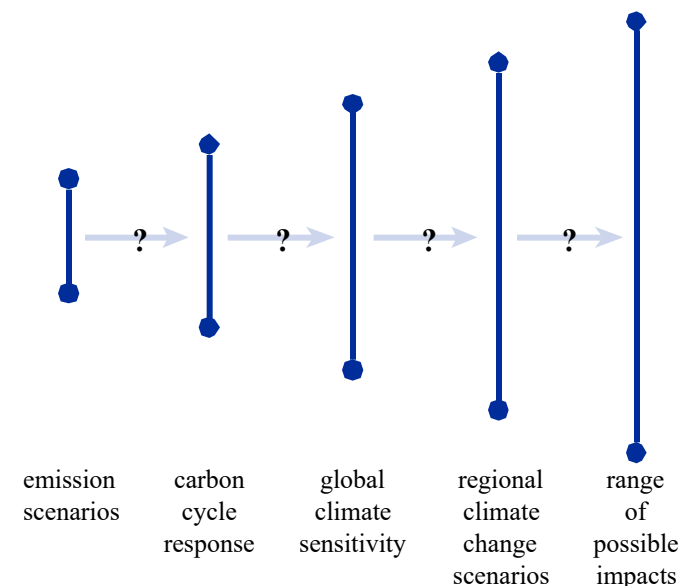 ? ? ? ?
emission
scenarios
carbon
cycle
response
global
climate
sensitivity
regional
climate
change
scenarios
range
of
possible
impacts